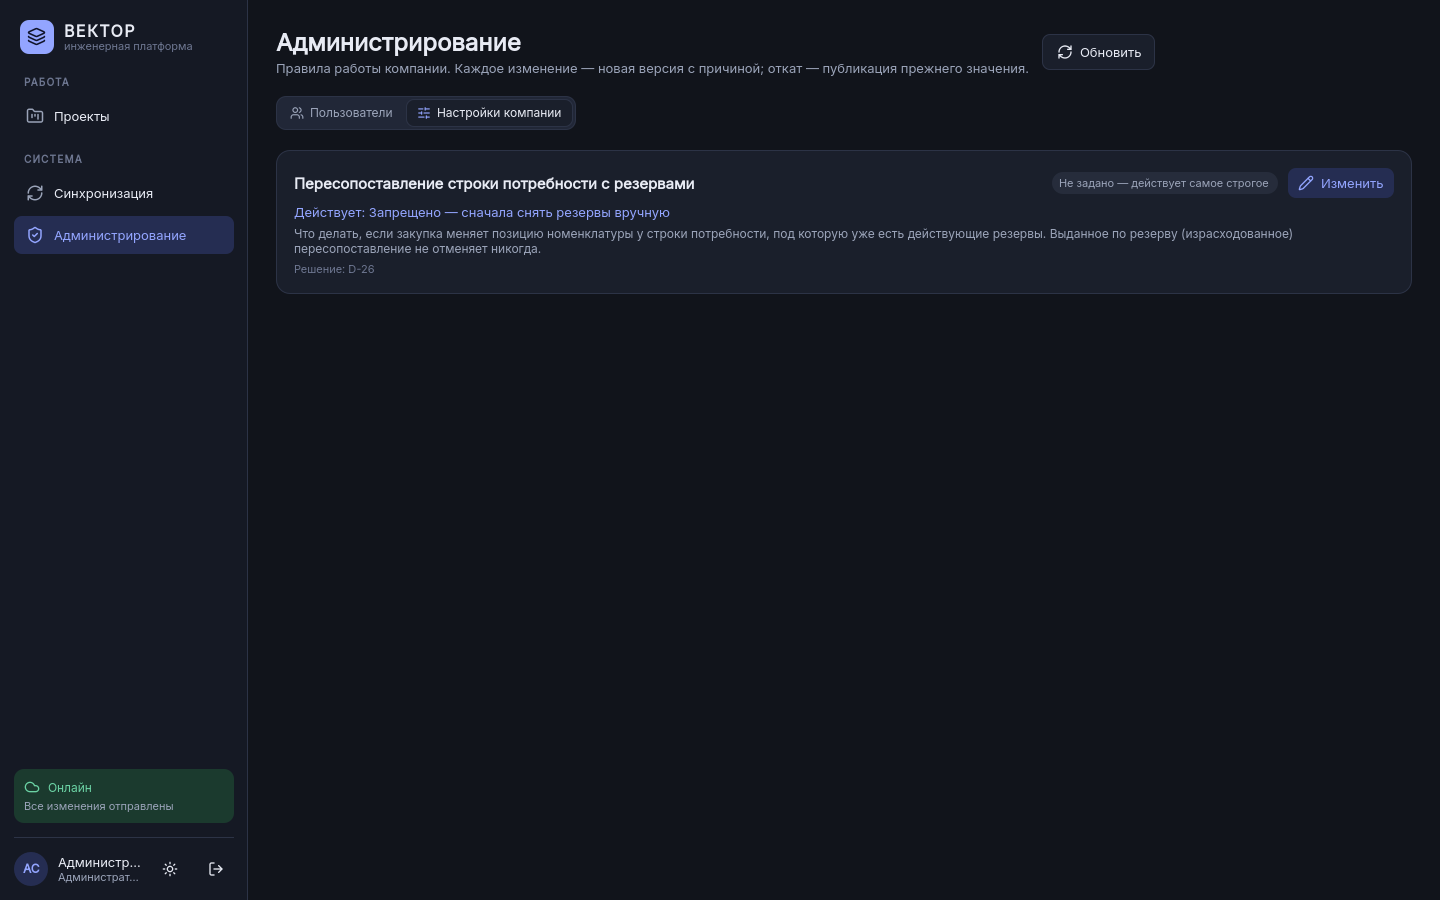 ВЕКТОР
инженерная платформа
РАБОТА
Проекты
СИСТЕМА
Синхронизация
Администрирование
Онлайн
Все изменения отправлены
АС
Администр...
Администрат...
Администрирование
Правила работы компании. Каждое изменение — новая версия с причиной; откат — публикация прежнего значения.
Обновить
Пользователи
Настройки компании
Пересопоставление строки потребности с резервами
Не задано — действует самое строгое
Изменить
Действует: Запрещено — сначала снять резервы вручную
Что делать, если закупка меняет позицию номенклатуры у строки потребности, под которую уже есть действующие резервы. Выданное по резерву (израсходованное)
пересопоставление не отменяет никогда.
Решение: D-26